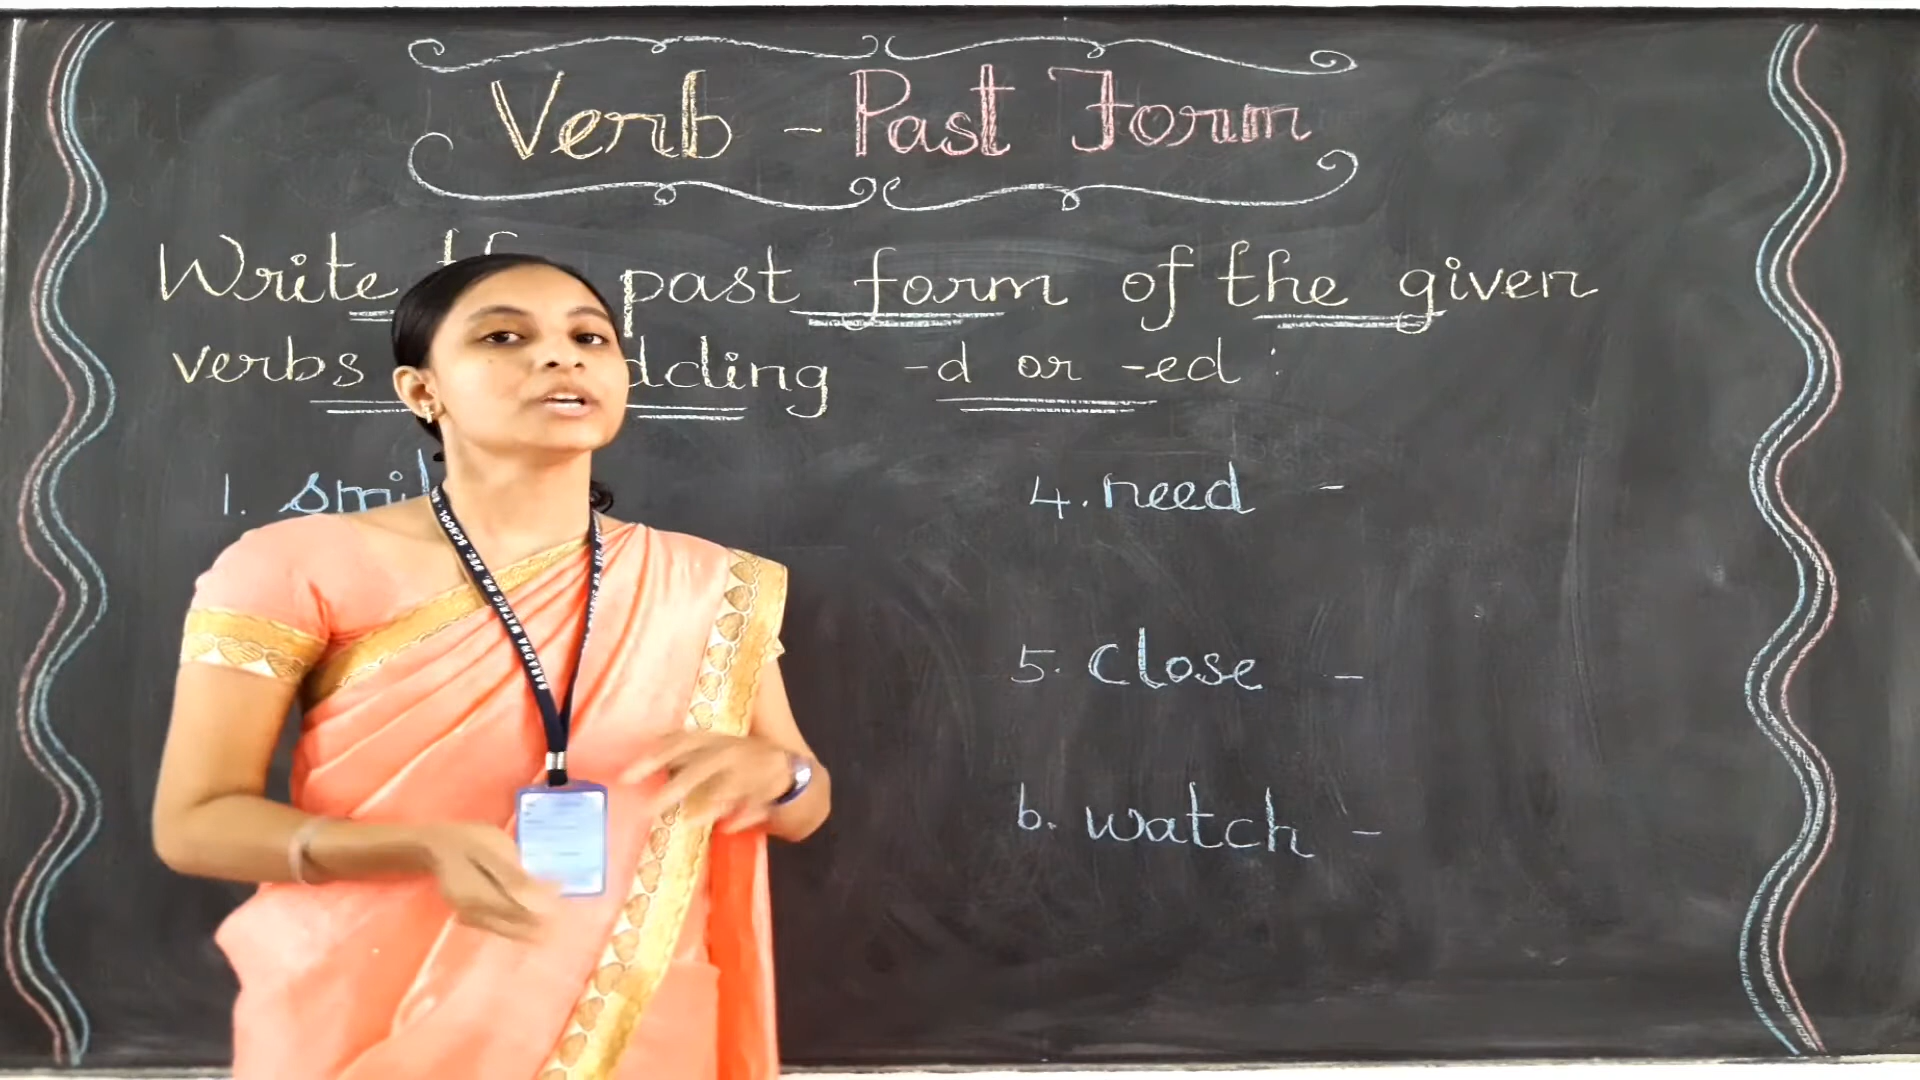 Verb - Past Form
Write past form of the given
verbs -d or -ed :
1.
4. need -
5. close -
6. watch -